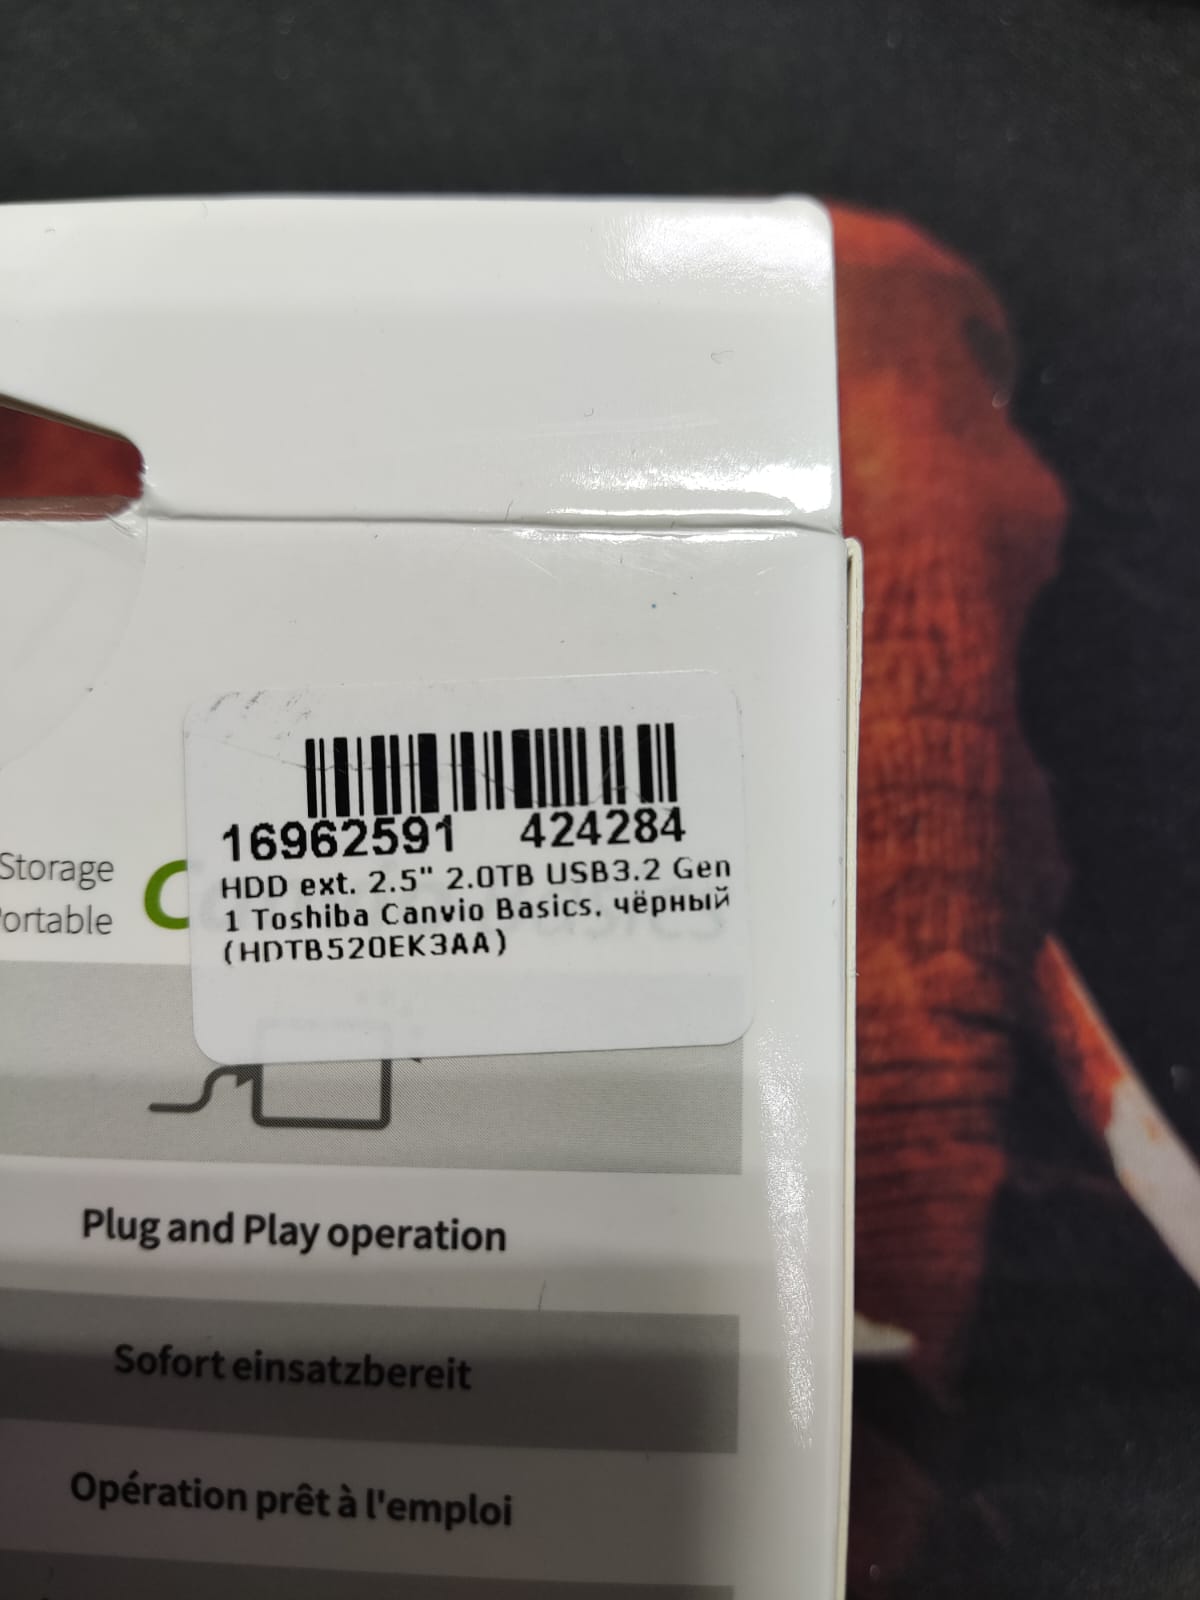 16962591 424284
HDD ext. 2.5" 2.0TB USB3.2 Gen
1 Toshiba Canvio Basics, чёрный
(HDTB520EK3AA)
Storage
Portable
Plug and Play operation
Sofort einsatzbereit
Opération prêt à l'emploi